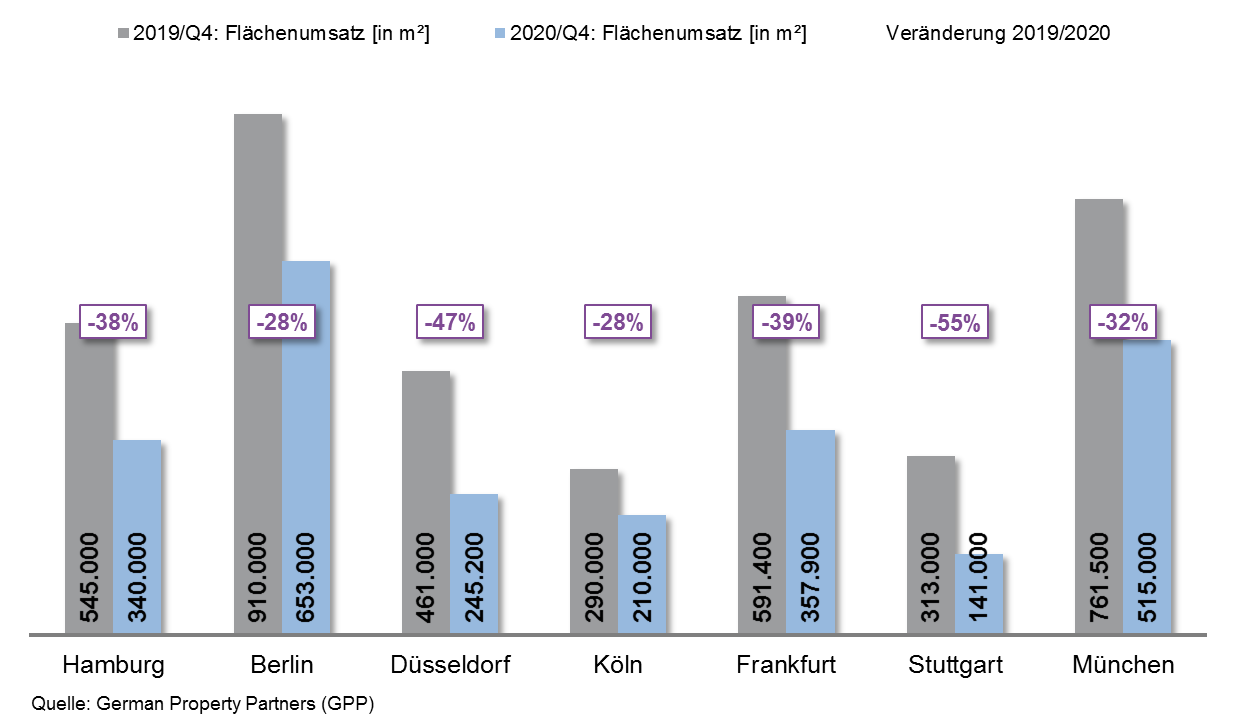 2019/Q4: Flächenumsatz [in m²] 2020/Q4: Flächenumsatz [in m²] Veränderung 2019/2020
-38% -28% -47% -28% -39% -55% -32%
545.000 340.000 910.000 653.000 461.000 245.200 290.000 210.000 591.400 357.900 313.000 141.000 761.500 515.000
Hamburg Berlin Düsseldorf Köln Frankfurt Stuttgart München
Quelle: German Property Partners (GPP)